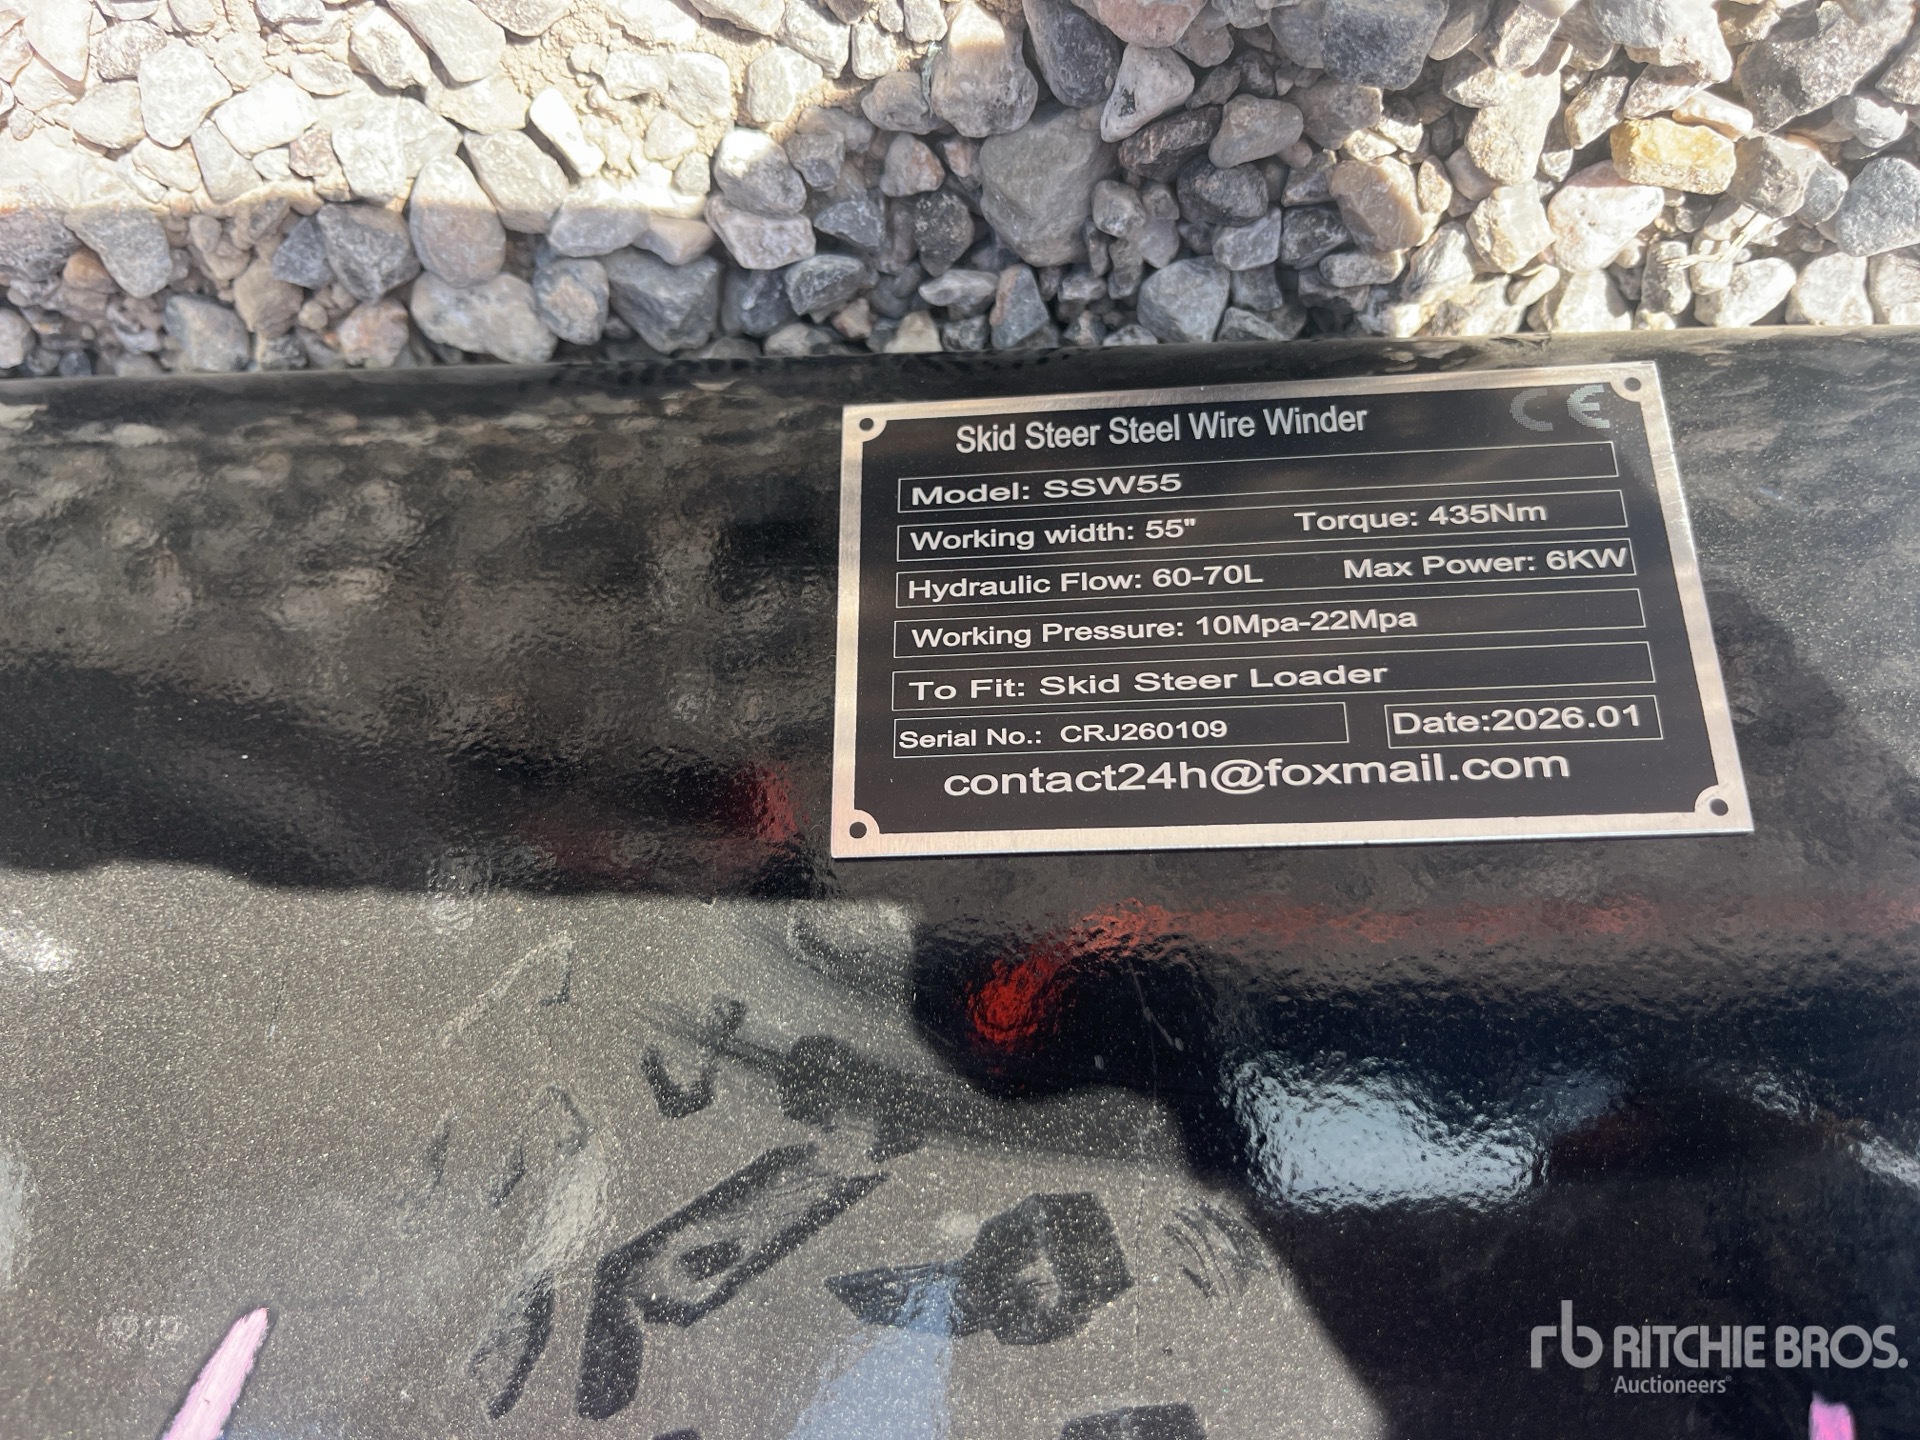 Skid Steer Steel Wire Winder CE
Model: SSW55
Working width: 55" Torque: 435Nm
Hydraulic Flow: 60-70L Max Power: 6KW
Working Pressure: 10Mpa-22Mpa
To Fit: Skid Steer Loader
Serial No.: CRJ260109 Date:2026.01
contact24h@foxmail.com
rb RITCHIE BROS.
Auctioneers